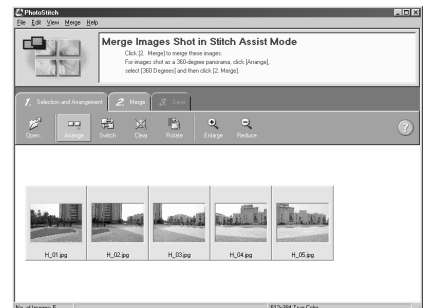 PhotoStitch
File Edit View Merge Help
Merge Images Shot in Stitch Assist Mode
Click [2. Merge] to merge these images.
For images shot as a 360-degree panorama, click [Arrange],
select [360 Degrees] and then click [2. Merge].
1. Selection and Arrangement 2. Merge 3. Save
Open... Arrange Switch Clear Rotate Enlarge Reduce
?
H_01.jpg H_02.jpg H_03.jpg H_04.jpg H_05.jpg
No. of Images: 5 512x384 True Color